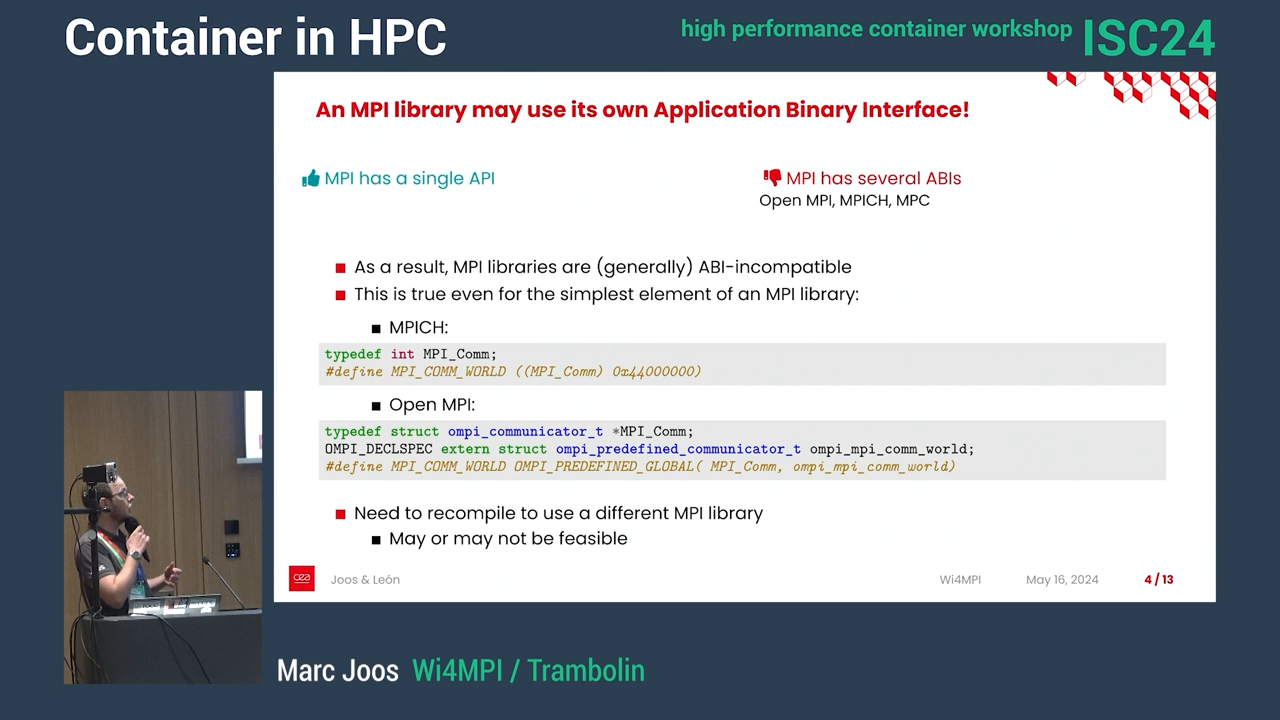 Container in HPC
high performance container workshop ISC24
An MPI library may use its own Application Binary Interface!
MPI has a single API
MPI has several ABIs
Open MPI, MPICH, MPC
As a result, MPI libraries are (generally) ABI-incompatible
This is true even for the simplest element of an MPI library:
MPICH:
typedef int MPI_Comm;
#define MPI_COMM_WORLD ((MPI_Comm) 0x44000000)
Open MPI:
typedef struct ompi_communicator_t *MPI_Comm;
OMPI_DECLSPEC extern struct ompi_predefined_communicator_t ompi_mpi_comm_world;
#define MPI_COMM_WORLD OMPI_PREDEFINED_GLOBAL( MPI_Comm, ompi_mpi_comm_world)
Need to recompile to use a different MPI library
May or may not be feasible
cea Joos & León Wi4MPI May 16, 2024 4 / 13
Marc Joos Wi4MPI / Trambolin